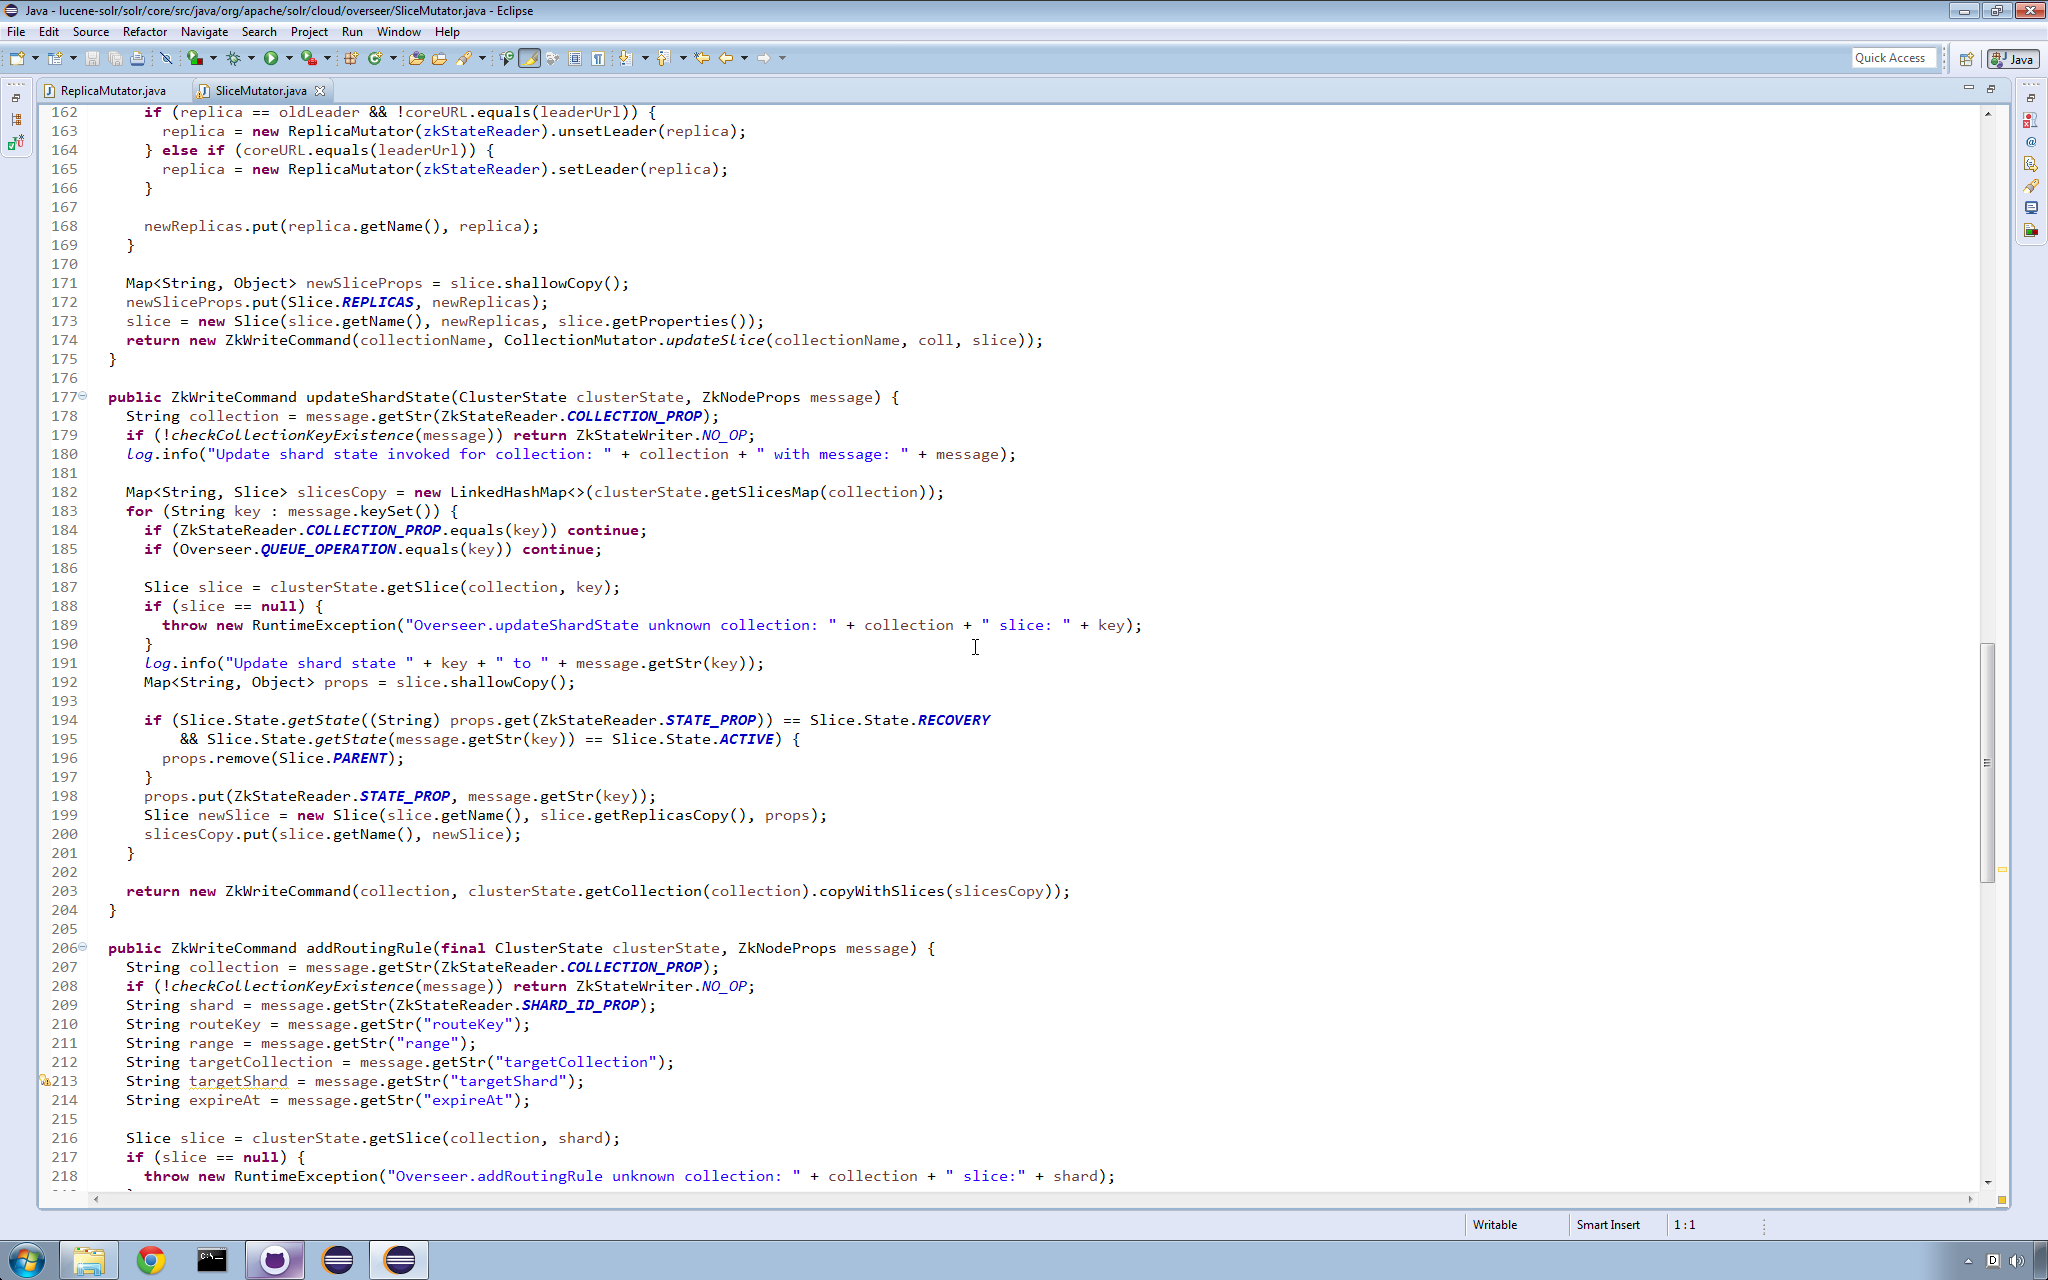 Java - lucene-solr/solr/core/src/java/org/apache/solr/cloud/overseer/SliceMutator.java - Eclipse
File Edit Source Refactor Navigate Search Project Run Window Help
Quick Access
Java
ReplicaMutator.java
SliceMutator.java
162 if (replica == oldLeader && !coreURL.equals(leaderUrl)) {
163 replica = new ReplicaMutator(zkStateReader).unsetLeader(replica);
164 } else if (coreURL.equals(leaderUrl)) {
165 replica = new ReplicaMutator(zkStateReader).setLeader(replica);
166 }
167
168 newReplicas.put(replica.getName(), replica);
169 }
170
171 Map<String, Object> newSliceProps = slice.shallowCopy();
172 newSliceProps.put(Slice.REPLICAS, newReplicas);
173 slice = new Slice(slice.getName(), newReplicas, slice.getProperties());
174 return new ZkWriteCommand(collectionName, CollectionMutator.updateSlice(collectionName, coll, slice));
175 }
176
177 public ZkWriteCommand updateShardState(ClusterState clusterState, ZkNodeProps message) {
178 String collection = message.getStr(ZkStateReader.COLLECTION_PROP);
179 if (!checkCollectionKeyExistence(message)) return ZkStateWriter.NO_OP;
180 log.info("Update shard state invoked for collection: " + collection + " with message: " + message);
181
182 Map<String, Slice> slicesCopy = new LinkedHashMap<>(clusterState.getSlicesMap(collection));
183 for (String key : message.keySet()) {
184 if (ZkStateReader.COLLECTION_PROP.equals(key)) continue;
185 if (Overseer.QUEUE_OPERATION.equals(key)) continue;
186
187 Slice slice = clusterState.getSlice(collection, key);
188 if (slice == null) {
189 throw new RuntimeException("Overseer.updateShardState unknown collection: " + collection + " slice: " + key);
190 }
191 log.info("Update shard state " + key + " to " + message.getStr(key));
192 Map<String, Object> props = slice.shallowCopy();
193
194 if (Slice.State.getState((String) props.get(ZkStateReader.STATE_PROP)) == Slice.State.RECOVERY
195 && Slice.State.getState(message.getStr(key)) == Slice.State.ACTIVE) {
196 props.remove(Slice.PARENT);
197 }
198 props.put(ZkStateReader.STATE_PROP, message.getStr(key));
199 Slice newSlice = new Slice(slice.getName(), slice.getReplicasCopy(), props);
200 slicesCopy.put(slice.getName(), newSlice);
201 }
202
203 return new ZkWriteCommand(collection, clusterState.getCollection(collection).copyWithSlices(slicesCopy));
204 }
205
206 public ZkWriteCommand addRoutingRule(final ClusterState clusterState, ZkNodeProps message) {
207 String collection = message.getStr(ZkStateReader.COLLECTION_PROP);
208 if (!checkCollectionKeyExistence(message)) return ZkStateWriter.NO_OP;
209 String shard = message.getStr(ZkStateReader.SHARD_ID_PROP);
210 String routeKey = message.getStr("routeKey");
211 String range = message.getStr("range");
212 String targetCollection = message.getStr("targetCollection");
213 String targetShard = message.getStr("targetShard");
214 String expireAt = message.getStr("expireAt");
215
216 Slice slice = clusterState.getSlice(collection, shard);
217 if (slice == null) {
218 throw new RuntimeException("Overseer.addRoutingRule unknown collection: " + collection + " slice:" + shard);
Writable Smart Insert 1 : 1